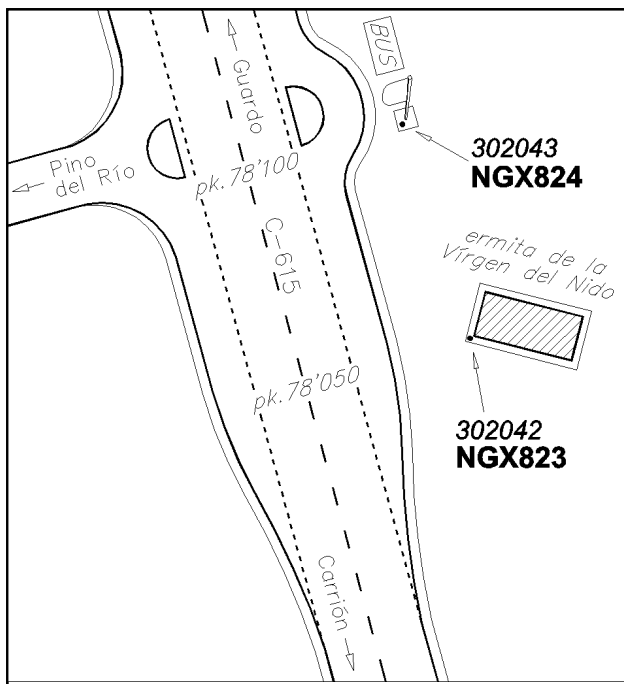 Guardo
BUS
302043
NGX824
Pino
del Río
pk.78'100
C-615
ermita de la
Vírgen del Nido
pk.78'050
302042
NGX823
Carrión